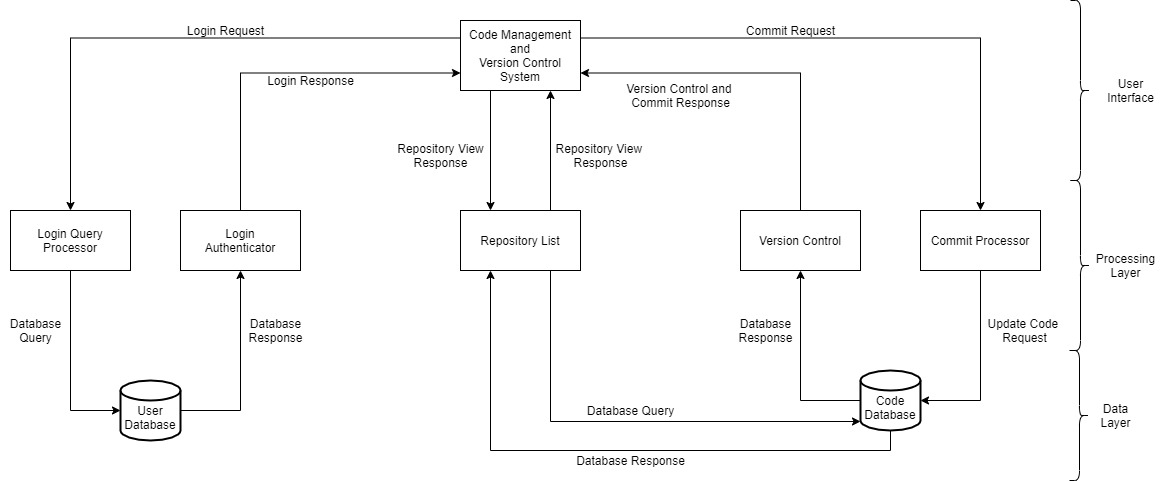 Login Request
Code Management
and
Version Control
System
Commit Request
Login Response
Version Control and
Commit Response
User
Interface
Repository View
Response
Repository View
Response
Login Query
Processor
Login
Authenticator
Repository List
Version Control
Commit Processor
Processing
Layer
Database
Query
Database
Response
Database
Response
Update Code
Request
User
Database
Database Query
Code
Database
Data
Layer
Database Response